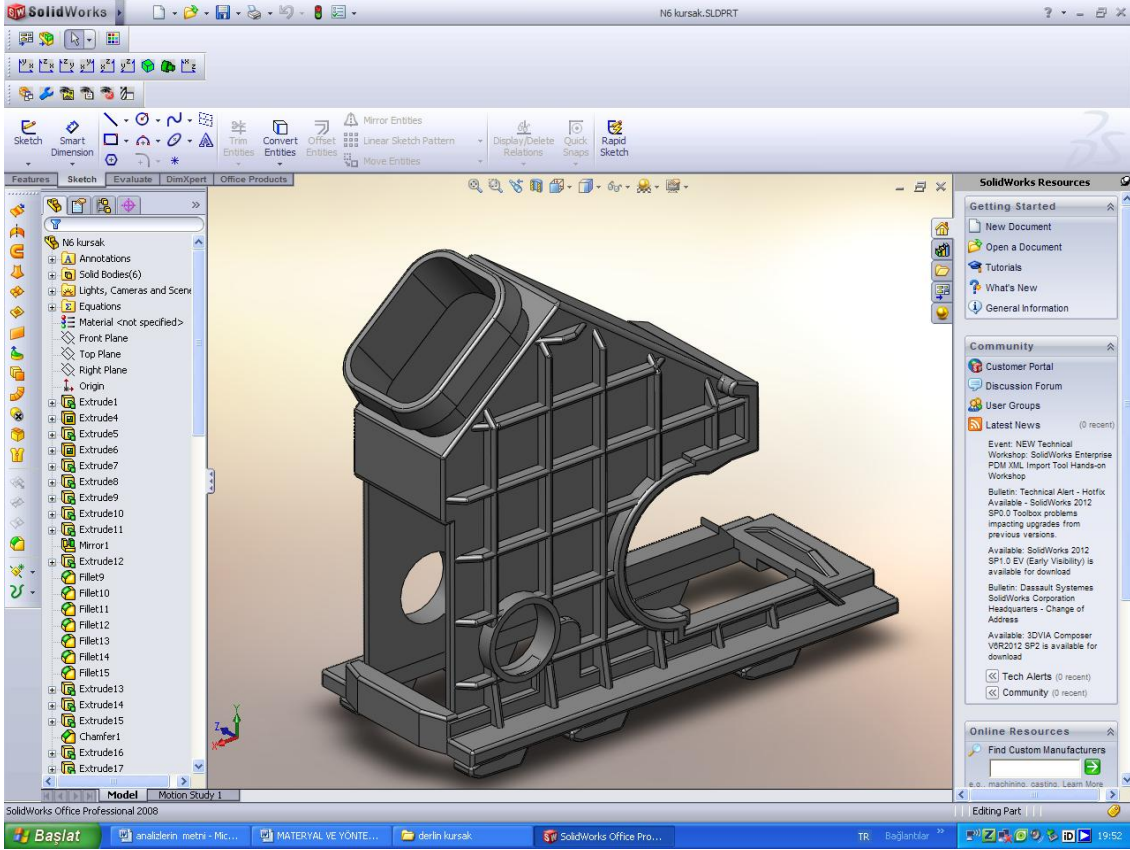 SolidWorks
N6 kursak.SLDPRT
Sketch
Smart Dimension
Trim Entities
Convert Entities
Offset Entities
Mirror Entities
Linear Sketch Pattern
Move Entities
Display/Delete Relations
Quick Snaps
Rapid Sketch
Features
Sketch
Evaluate
DimXpert
Office Products
N6 kursak
Annotations
Solid Bodies(6)
Lights, Cameras and Scene
Equations
Material <not specified>
Front Plane
Top Plane
Right Plane
Origin
Extrude1
Extrude4
Extrude5
Extrude6
Extrude7
Extrude8
Extrude9
Extrude10
Extrude11
Mirror1
Extrude12
Fillet9
Fillet10
Fillet11
Fillet12
Fillet13
Fillet14
Fillet15
Extrude13
Extrude14
Extrude15
Chamfer1
Extrude16
Extrude17
Y
Z
X
SolidWorks Resources
Getting Started
New Document
Open a Document
Tutorials
What's New
General Information
Community
Customer Portal
Discussion Forum
User Groups
Latest News (0 recent)
Event: NEW Technical
Workshop: SolidWorks Enterprise
PDM XML Import Tool Hands-on
Workshop
Bulletin: Technical Alert - Hotfix
Available - SolidWorks 2012
SP0.0 Toolbox problems
impacting upgrades from
previous versions.
Available: SolidWorks 2012
SP1.0 EV (Early Visibility) is
available for download
Bulletin: Dassault Systemes
SolidWorks Corporation
Headquarters - Change of
Address
Available: 3DVIA Composer
V6R2012 SP2 is available for
download
Tech Alerts (0 recent)
Community (0 recent)
Online Resources
Find Custom Manufacturers
e.g., machining, casting, Learn More
Model
Motion Study 1
SolidWorks Office Professional 2008
Editing Part
Başlat
analizlerin metni - Mic...
MATERYAL VE YÖNTE...
derlin kursak
SolidWorks Office Pro...
TR
Bağlantılar
19:52